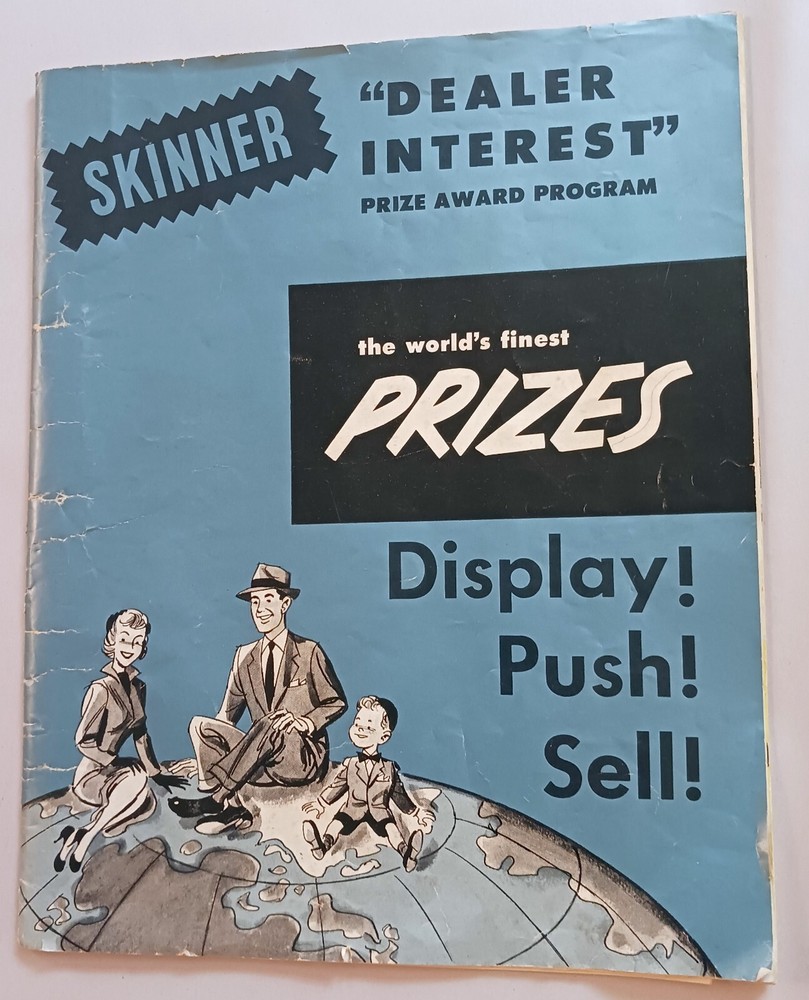 SKINNER
“DEALER
INTEREST”
PRIZE AWARD PROGRAM
the world's finest
PRIZES
Display!
Push!
Sell!